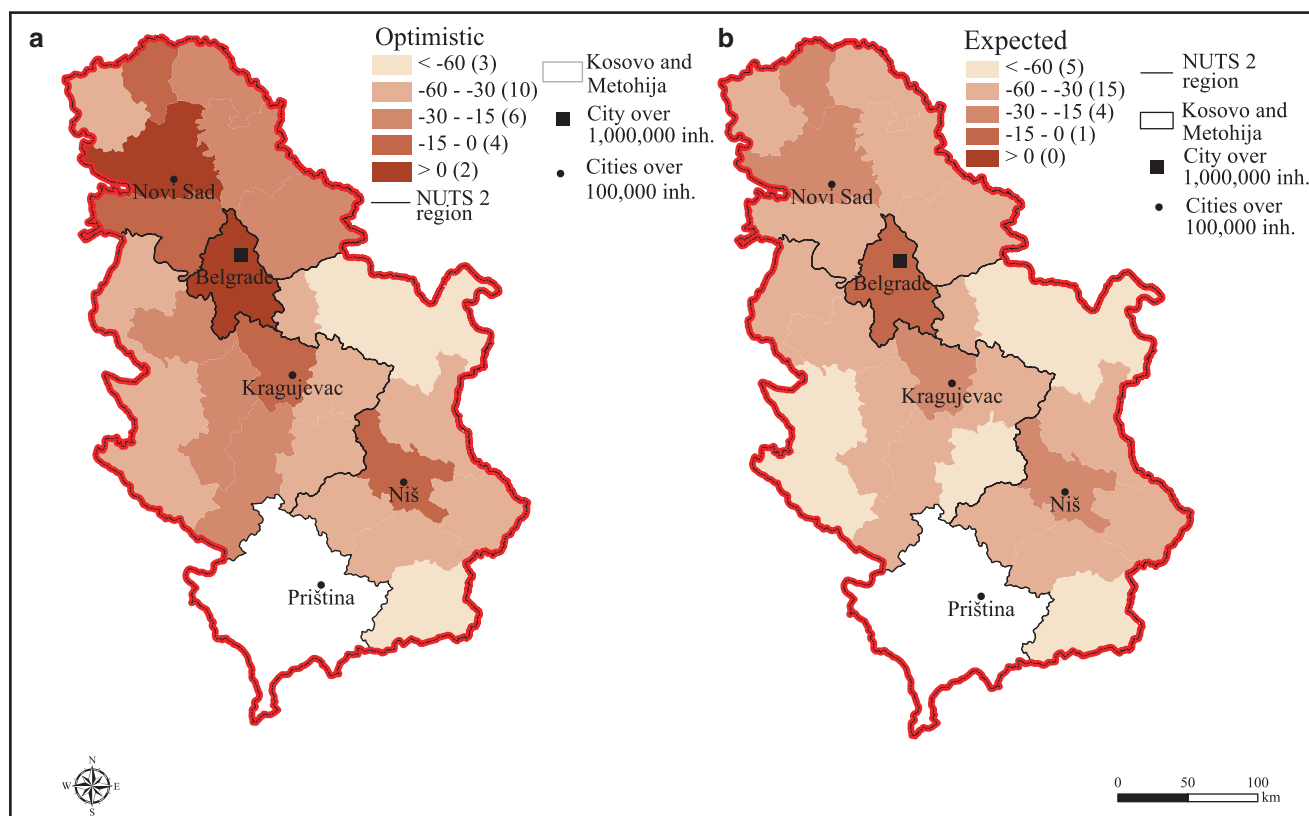 a
Optimistic
< -60 (3)
-60 - -30 (10)
-30 - -15 (6)
-15 - 0 (4)
> 0 (2)
NUTS 2
region
Kosovo and
Metohija
City over
1,000,000 inh.
Cities over
100,000 inh.
Novi Sad
Belgrade
Kragujevac
Niš
Priština
N
W E
S
b
Expected
< -60 (5)
-60 - -30 (15)
-30 - -15 (4)
-15 - 0 (1)
> 0 (0)
NUTS 2
region
Kosovo and
Metohija
City over
1,000,000 inh.
Cities over
100,000 inh.
Novi Sad
Belgrade
Kragujevac
Niš
Priština
0 50 100
km